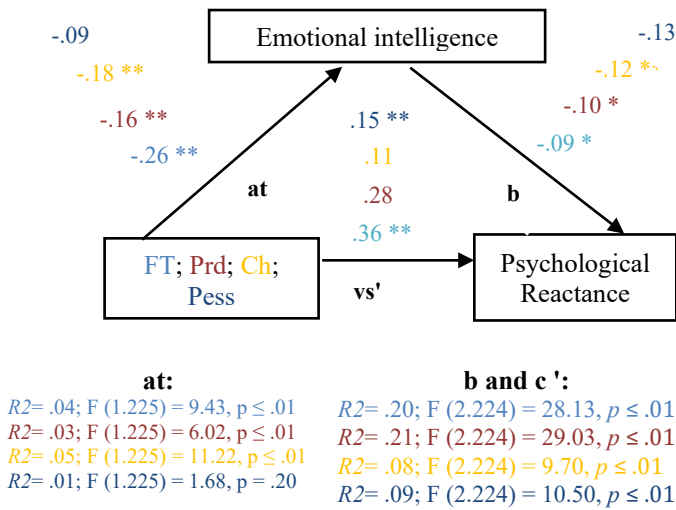 -.09
Emotional intelligence
-.13
-.18 **
-.12 *
-.16 **
.15 **
-.10 *
-.26 **
.11
-.09 *
at
.28
b
.36 **
FT; Prd; Ch;
Pess
vs'
Psychological
Reactance
at:
R2= .04; F (1.225) = 9.43, p ≤ .01
R2= .03; F (1.225) = 6.02, p ≤ .01
R2= .05; F (1.225) = 11.22, p ≤ .01
R2= .01; F (1.225) = 1.68, p = .20
b and c ':
R2= .20; F (2.224) = 28.13, p ≤ .01
R2= .21; F (2.224) = 29.03, p ≤ .01
R2= .08; F (2.224) = 9.70, p ≤ .01
R2= .09; F (2.224) = 10.50, p ≤ .01